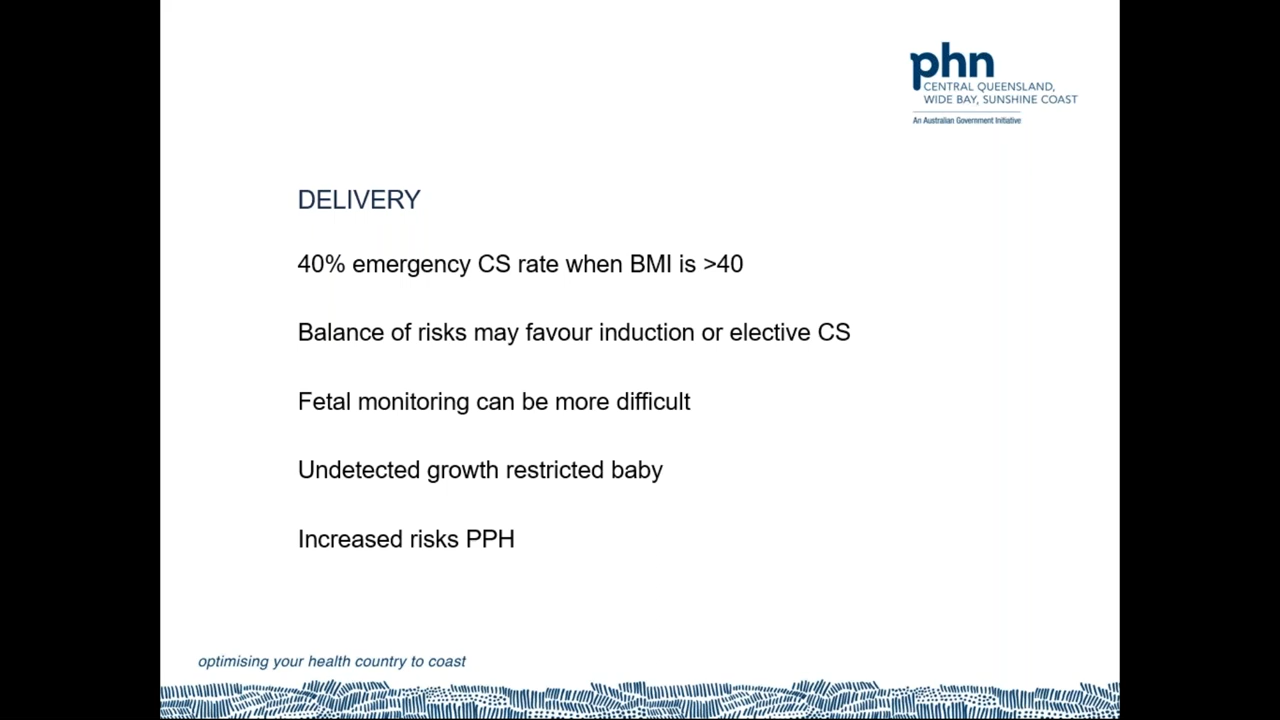 phn
CENTRAL QUEENSLAND,
WIDE BAY, SUNSHINE COAST
An Australian Government Initiative
DELIVERY
40% emergency CS rate when BMI is >40
Balance of risks may favour induction or elective CS
Fetal monitoring can be more difficult
Undetected growth restricted baby
Increased risks PPH
optimising your health country to coast